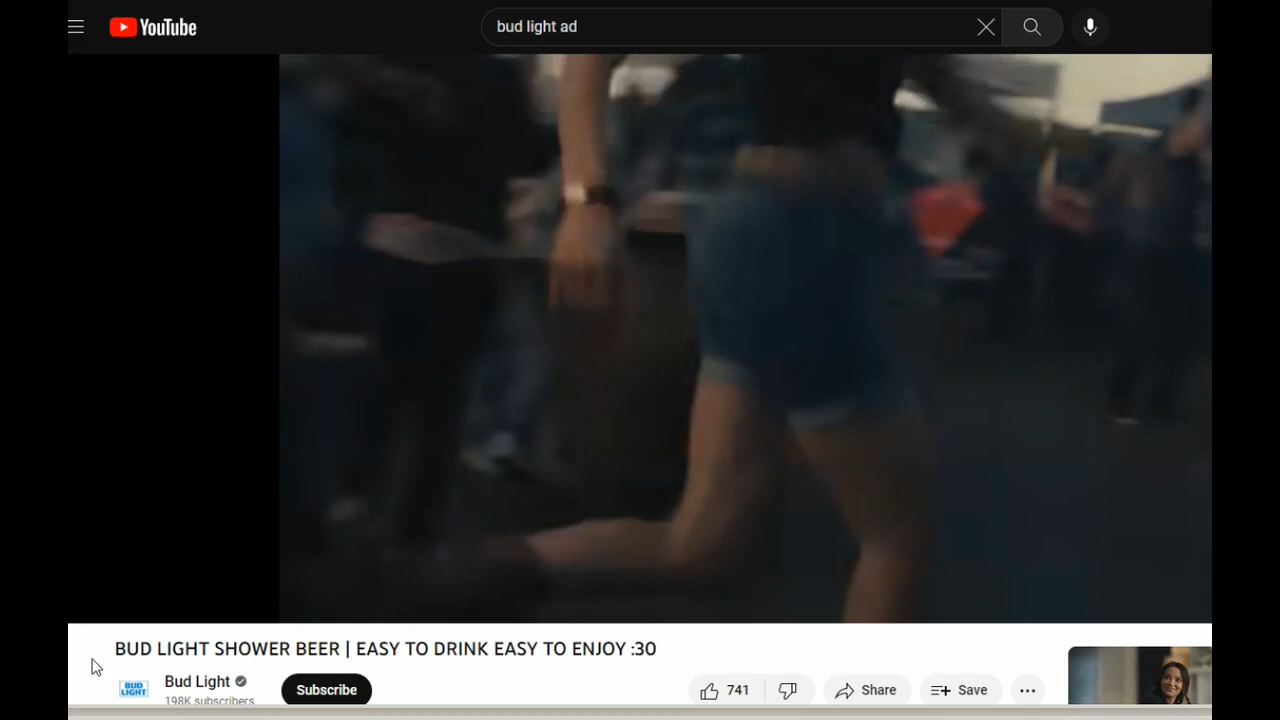 YouTube
bud light ad
BUD LIGHT SHOWER BEER | EASY TO DRINK EASY TO ENJOY :30
BUD
LIGHT
Bud Light
198K subscribers
Subscribe
741
Share
Save